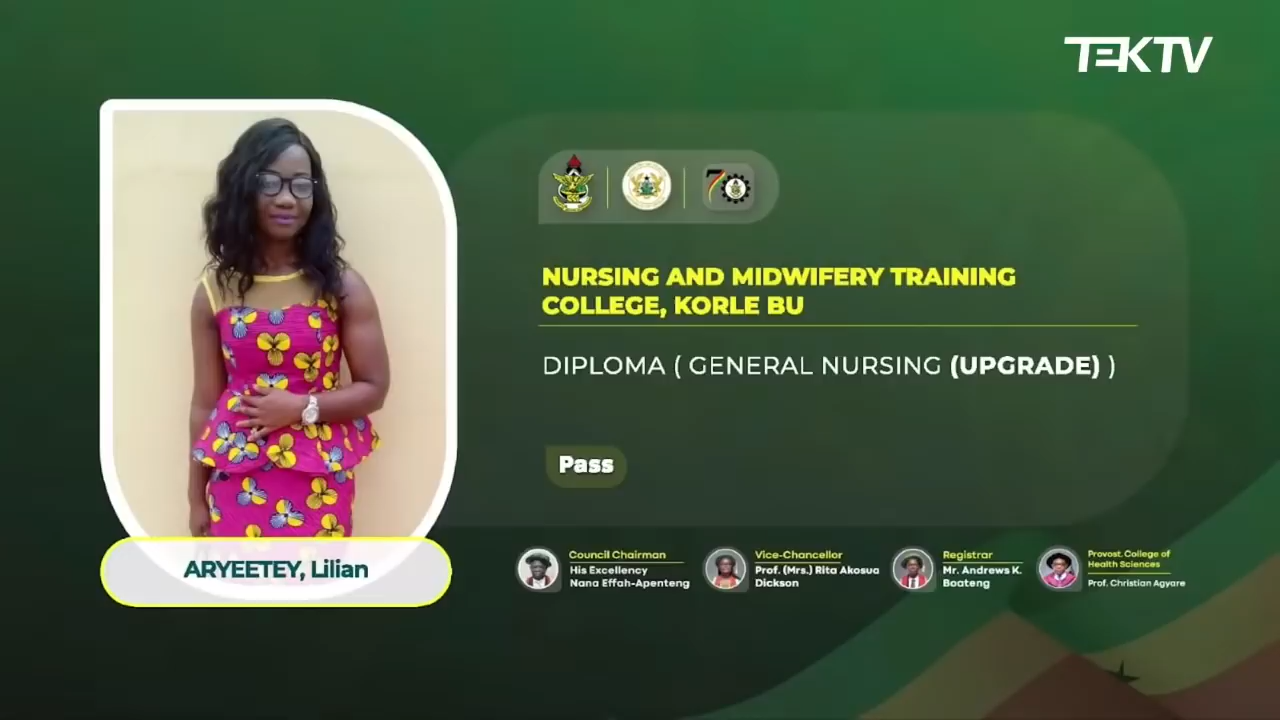 TEKTV
7
NURSING AND MIDWIFERY TRAINING
COLLEGE, KORLE BU
DIPLOMA ( GENERAL NURSING (UPGRADE) )
Pass
ARYEETEY, Lilian
Council Chairman
His Excellency
Nana Effah-Apenteng
Vice-Chancellor
Prof. (Mrs.) Rita Akosua
Dickson
Registrar
Mr. Andrews K.
Boateng
Provost, College of
Health Sciences
Prof. Christian Agyare